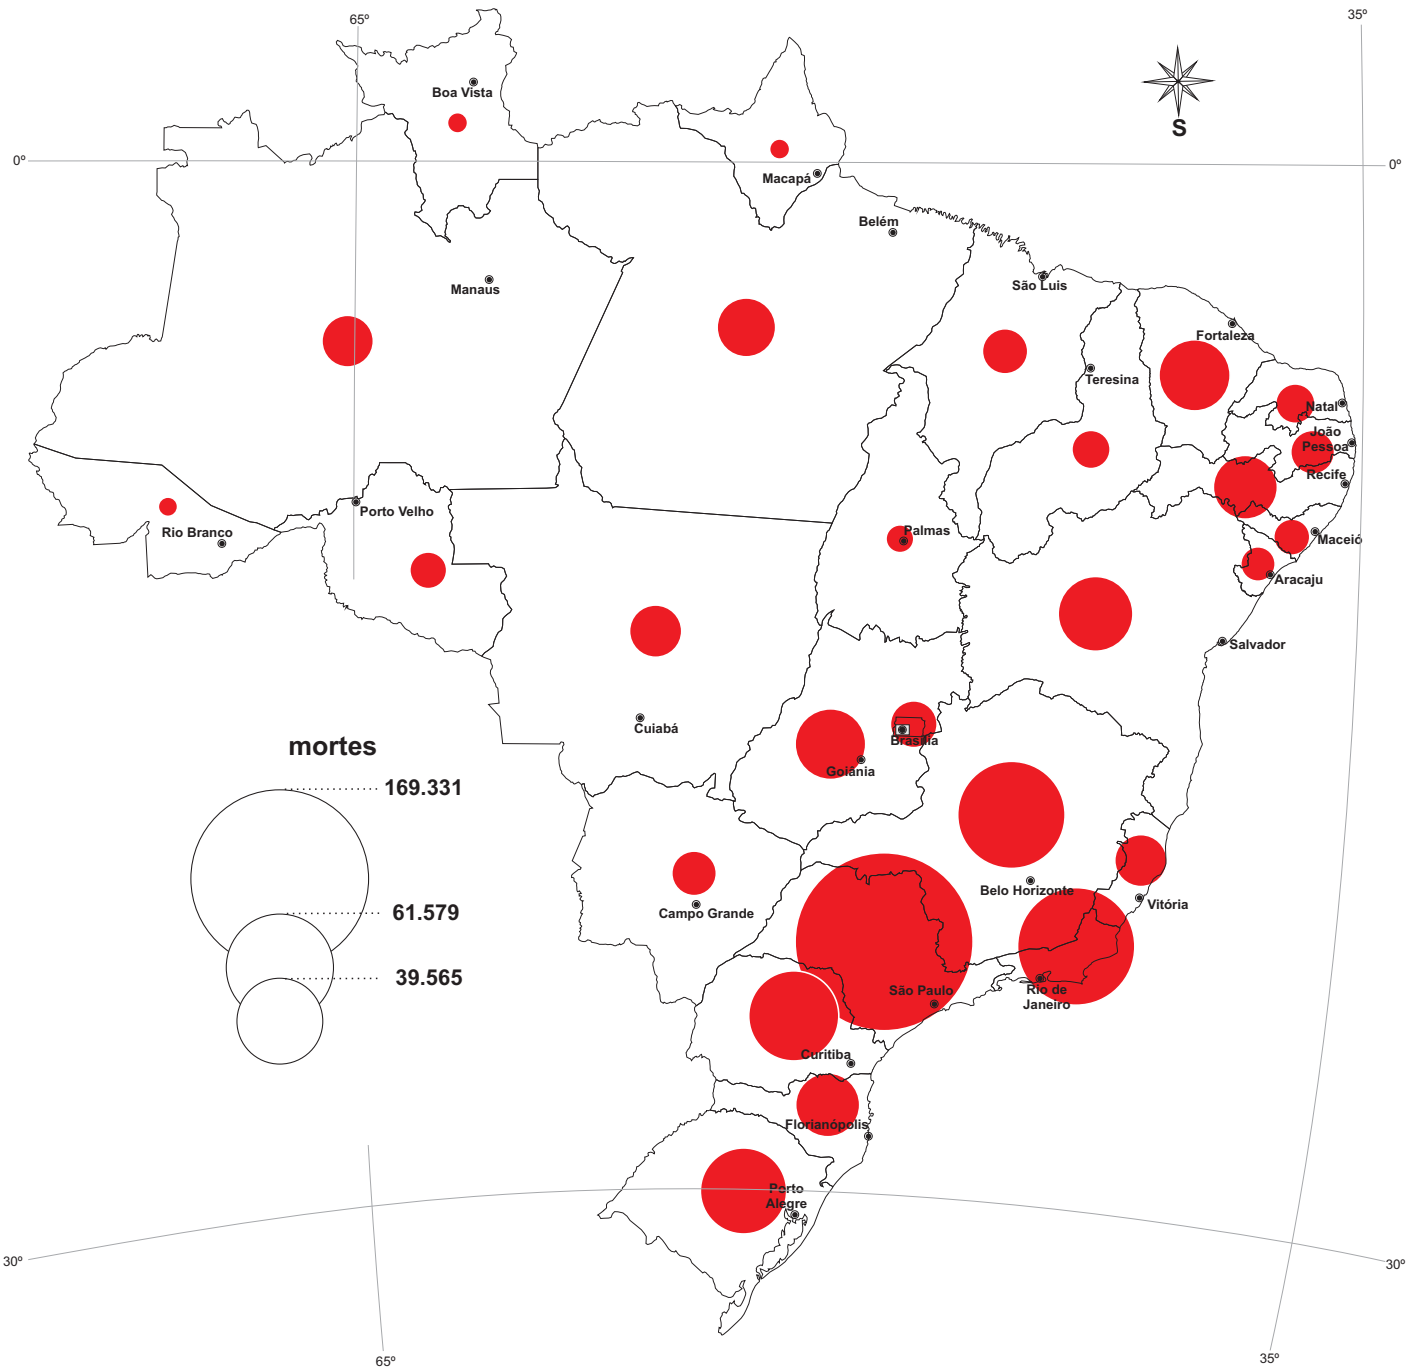 65º
35º
Boa Vista
S
0º
0º
Macapá
Belém
Manaus
São Luis
Fortaleza
Teresina
Natal
João
Pessoa
Recife
Porto Velho
Rio Branco
Palmas
Maceió
Aracaju
Salvador
Cuiabá
Brasília
Goiánia
mortes
169.331
61.579
39.565
Belo Horizonte
Vitória
Campo Grande
São Paulo
Rio de
Janeiro
Curitiba
Florianópolis
Porto
Alegre
30º
30º
65º
35º